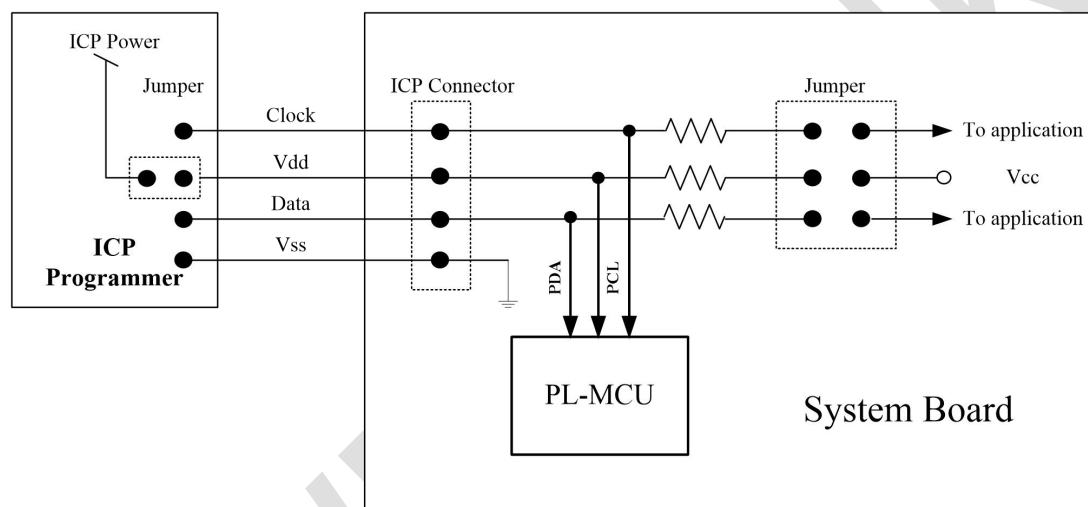 ICP Power
Jumper
ICP Connector
Jumper
Clock
To application
Vdd
Vcc
Data
To application
Vss
ICP
Programmer
PDA
PCL
PL-MCU
System Board